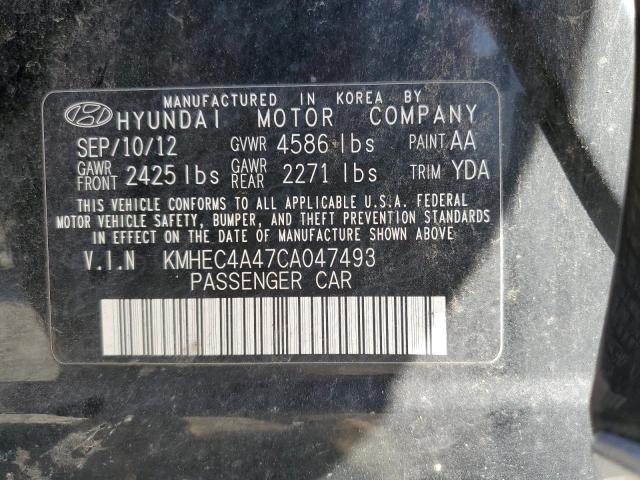 MANUFACTURED IN KOREA BY
HYUNDAI MOTOR COMPANY
SEP/10/12 GVWR 4586 lbs PAINT AA
GAWR FRONT 2425 lbs GAWR REAR 2271 lbs TRIM YDA
THIS VEHICLE CONFORMS TO ALL APPLICABLE U.S.A. FEDERAL
MOTOR VEHICLE SAFETY, BUMPER, AND THEFT PREVENTION STANDARDS
IN EFFECT ON THE DATE OF MANUFACTURE SHOWN ABOVE.
V.I.N KMHEC4A47CA047493
PASSENGER CAR